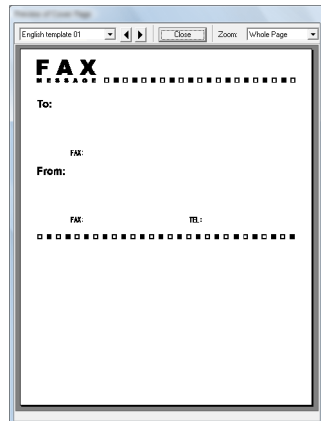 English template 01 Close Zoom: Whole Page
FAX
MESSAGE
To:
FAX:
From:
FAX: TEL: